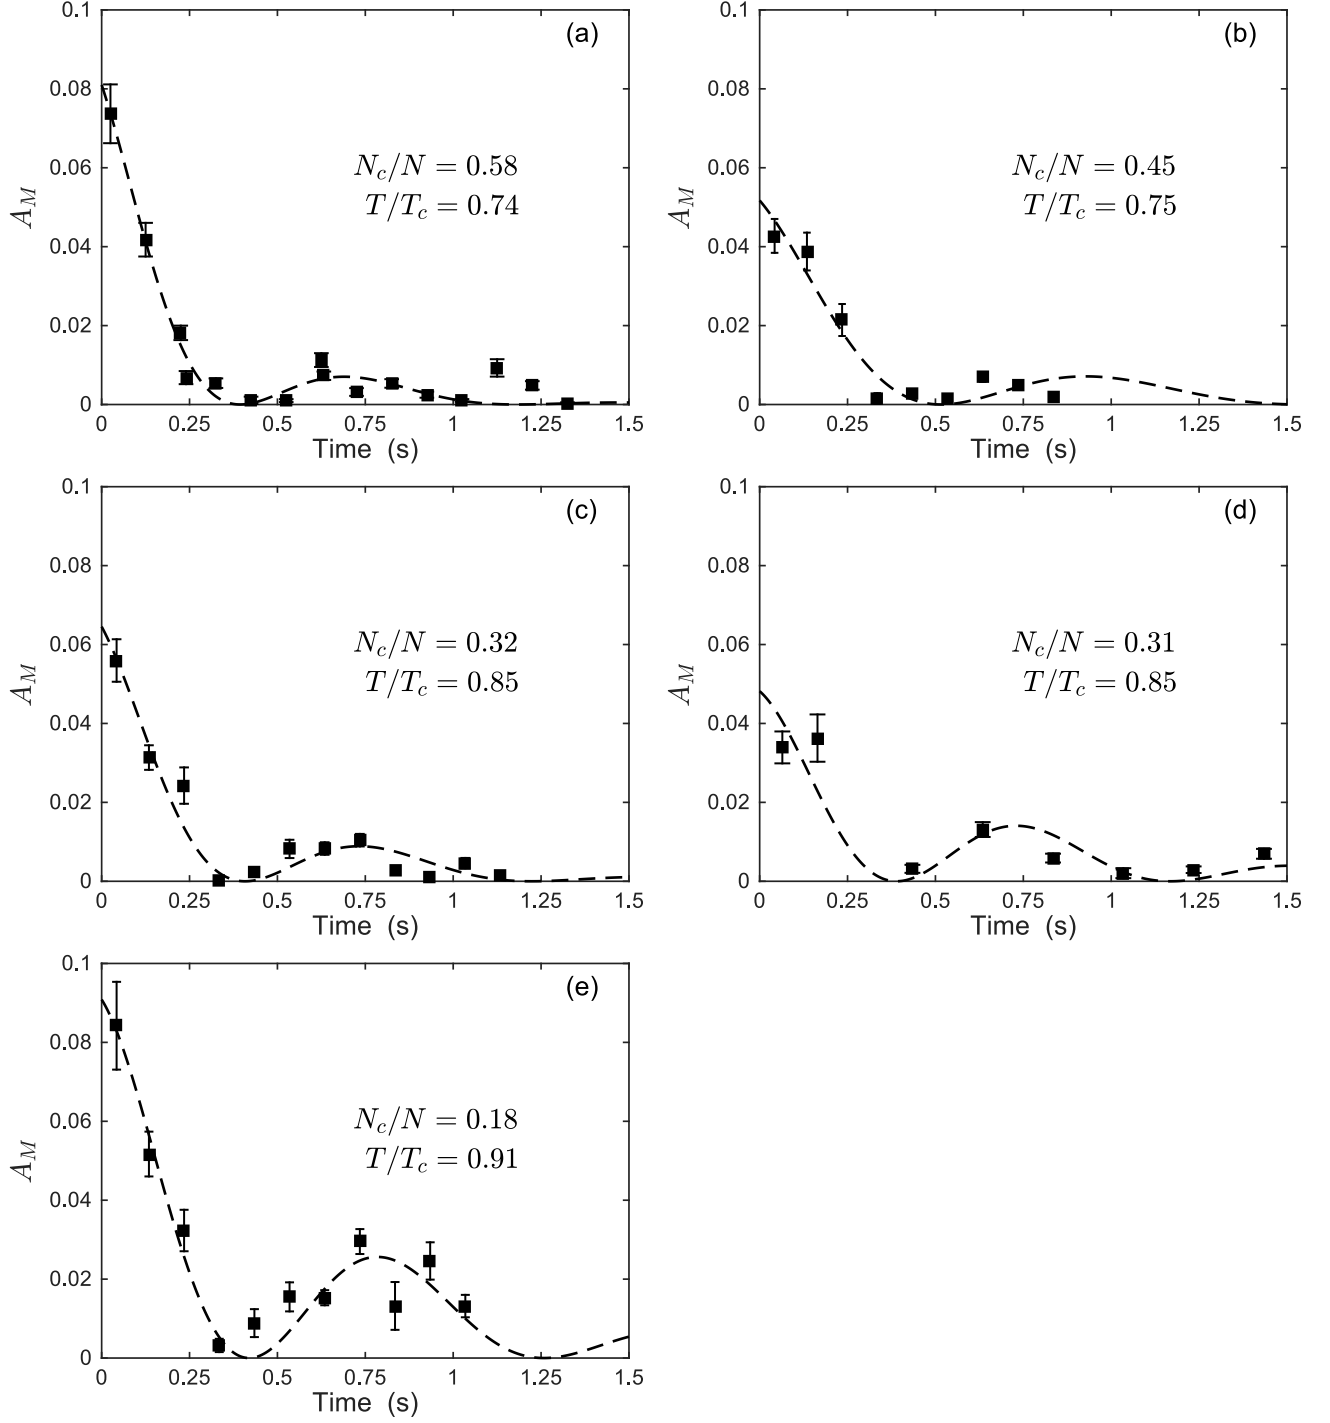 (a)
0.1
0.08
0.06
0.04
0.02
0
A_M
N_c/N = 0.58
T/T_c = 0.74
0 0.25 0.5 0.75 1 1.25 1.5
Time (s)
(b)
0.1
0.08
0.06
0.04
0.02
0
A_M
N_c/N = 0.45
T/T_c = 0.75
0 0.25 0.5 0.75 1 1.25 1.5
Time (s)
(c)
0.1
0.08
0.06
0.04
0.02
0
A_M
N_c/N = 0.32
T/T_c = 0.85
0 0.25 0.5 0.75 1 1.25 1.5
Time (s)
(d)
0.1
0.08
0.06
0.04
0.02
0
A_M
N_c/N = 0.31
T/T_c = 0.85
0 0.25 0.5 0.75 1 1.25 1.5
Time (s)
(e)
0.1
0.08
0.06
0.04
0.02
0
A_M
N_c/N = 0.18
T/T_c = 0.91
0 0.25 0.5 0.75 1 1.25 1.5
Time (s)